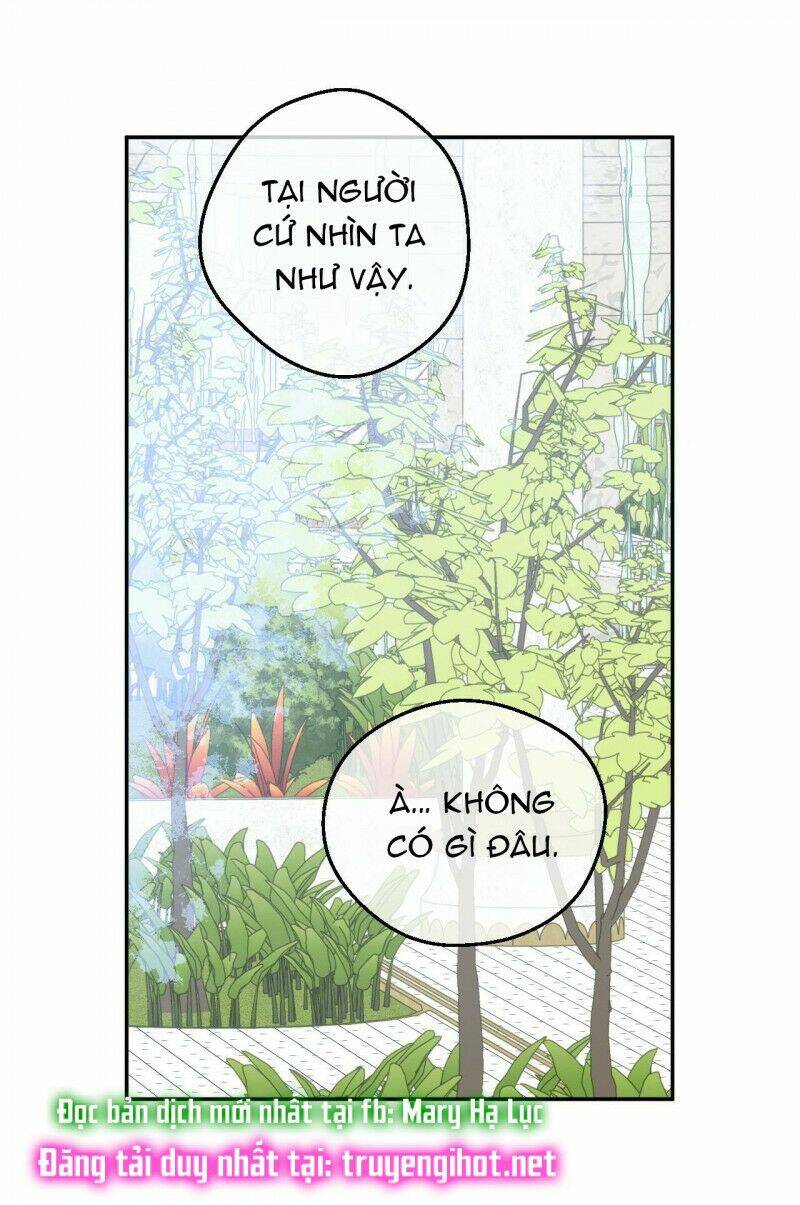 TẠI NGƯỜI
CỨ NHÌN TA
NHƯ VẬY.
À... KHÔNG
CÓ GÌ ĐÂU.
Đọc bản dịch mới nhất tại fb: Mary Hạ Lục
Đăng tải duy nhất tại: truyengihot.net